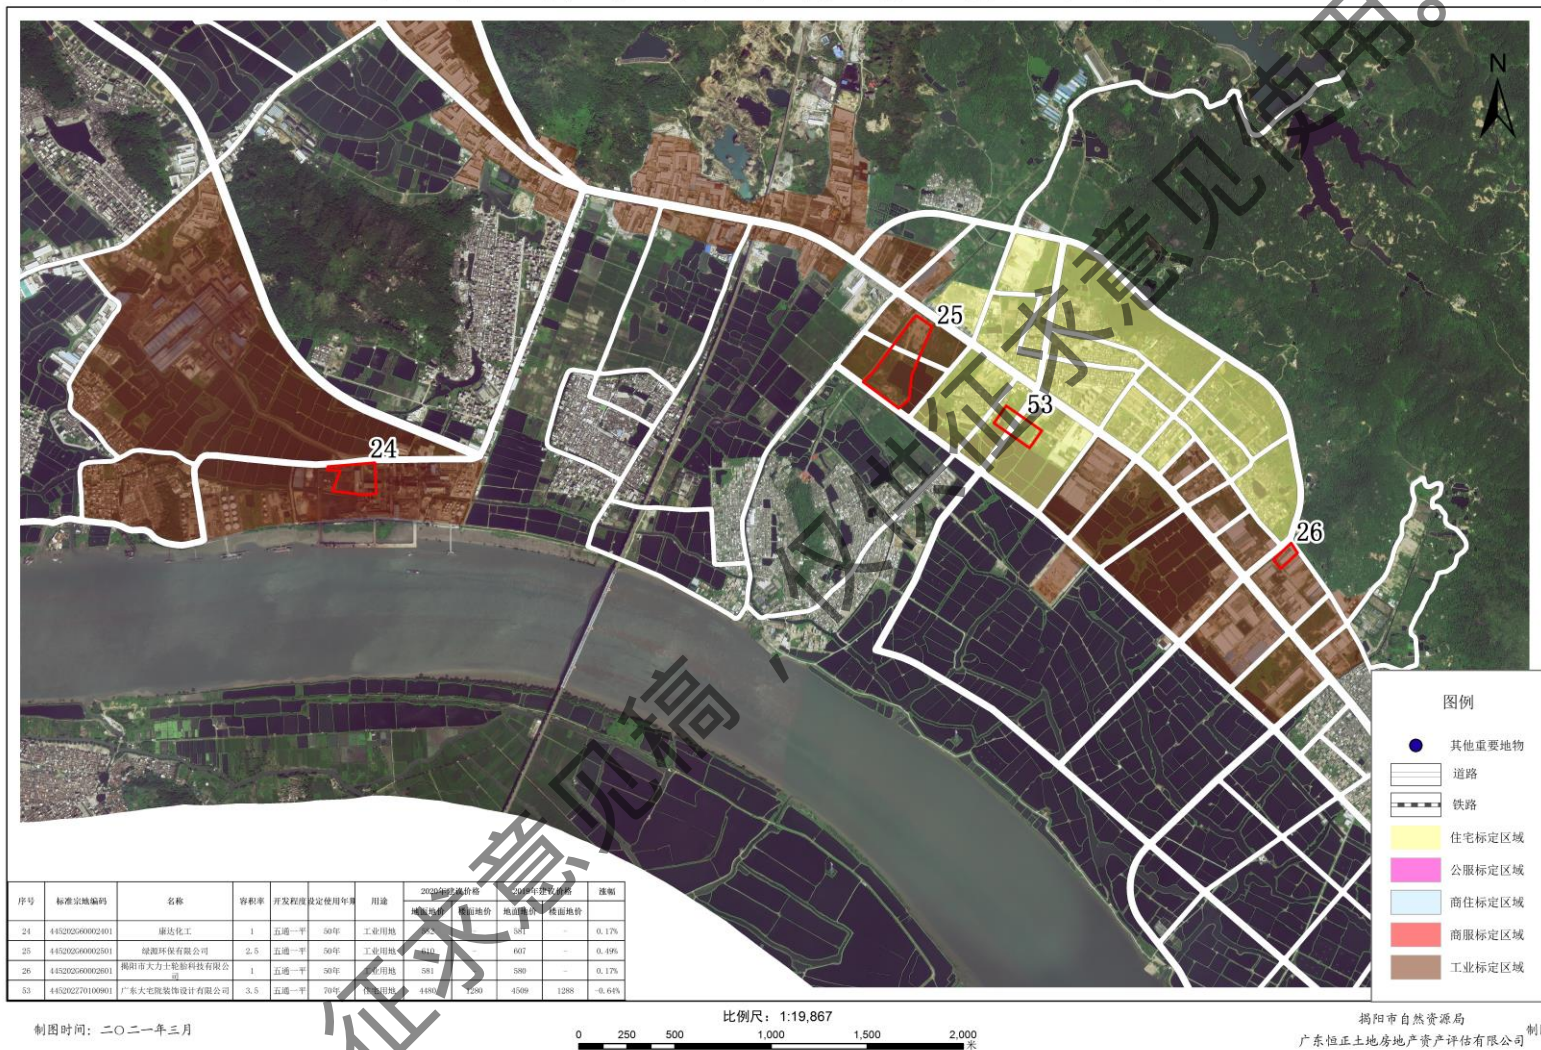 征求意见稿，仅供征求意见使用。
N
24
25
53
26
图例
其他重要地物
道路
铁路
住宅标定区域
公服标定区域
商住标定区域
商服标定区域
工业标定区域
序号 标准宗地编码 名称 容积率 开发程度 设定使用年期 用途 2020年建议价格 2019年建议价格 涨幅
地面地价 楼面地价 地面地价 楼面地价
24 445202G60002401 康达化工 1 五通一平 50年 工业用地 582 - 581 - 0.17%
25 445202G60002501 绿源环保有限公司 2.5 五通一平 50年 工业用地 610 - 607 - 0.49%
26 445202G60002601 揭阳市大力士轮胎科技有限公司 1 五通一平 50年 工业用地 581 - 580 - 0.17%
53 445202Z70100901 广东大宅院装饰设计有限公司 3.5 五通一平 70年 住宅用地 4480 1280 4509 1288 -0.64%
制图时间：二〇二一年三月
比例尺：1:19,867
0 250 500 1,000 1,500 2,000
米
揭阳市自然资源局
广东恒正土地房地产资产评估有限公司
制图